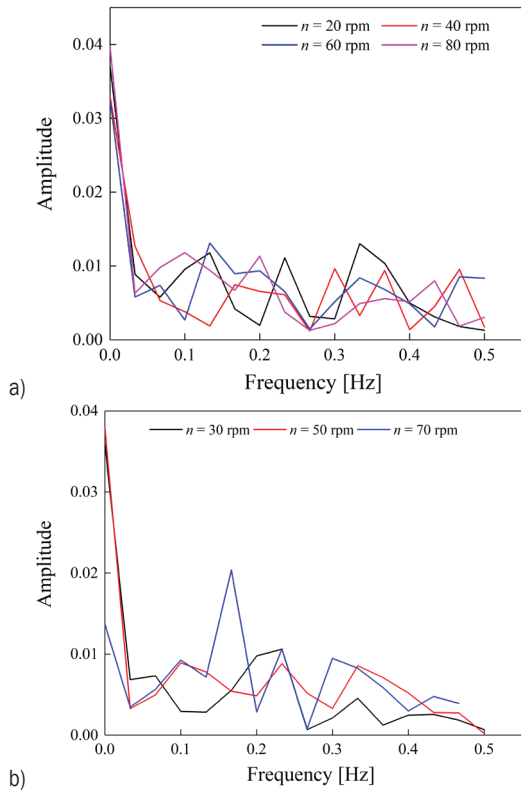 n = 20 rpm n = 40 rpm
n = 60 rpm n = 80 rpm
0.04
0.03
0.02
0.01
0.00
Amplitude
0.0 0.1 0.2 0.3 0.4 0.5
Frequency [Hz]
a)
n = 30 rpm n = 50 rpm n = 70 rpm
0.04
0.03
0.02
0.01
0.00
Amplitude
0.0 0.1 0.2 0.3 0.4 0.5
Frequency [Hz]
b)